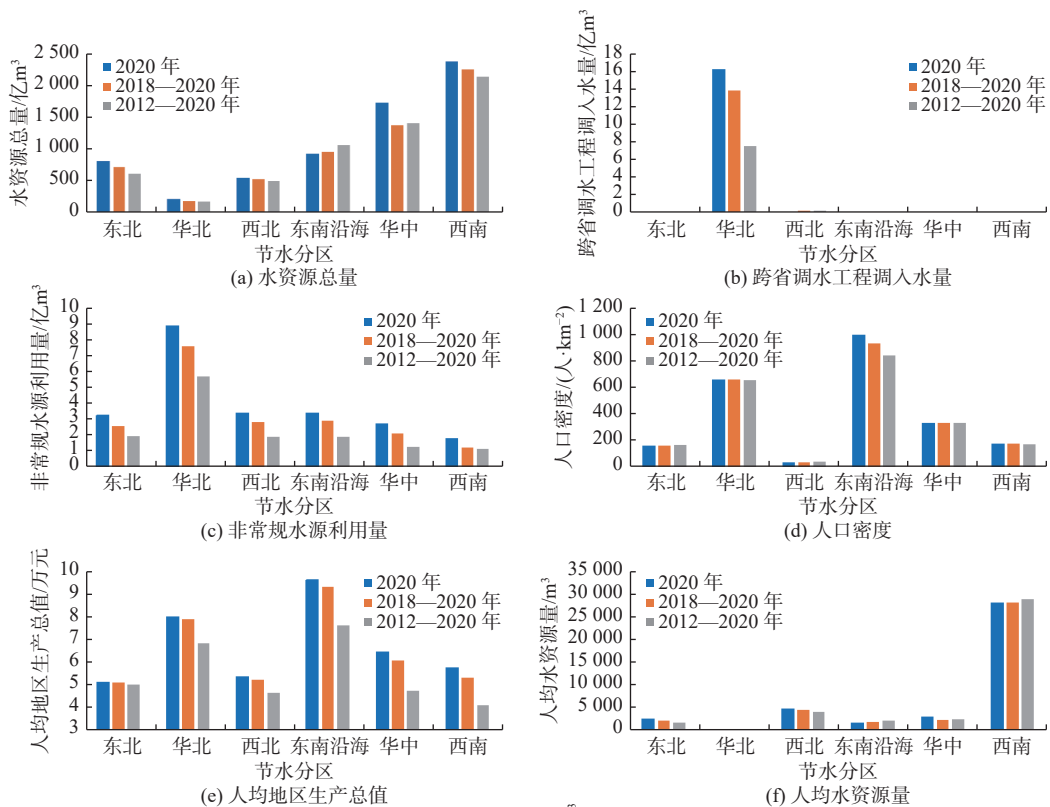 水资源总量/亿m³
2 500
2 000
1 500
1 000
500
0
2020 年
2018—2020 年
2012—2020 年
东北 华北 西北 东南沿海 华中 西南
节水分区
(a) 水资源总量
跨省调水工程调入水量/亿m³
18
16
14
12
10
8
6
4
2
0
2020 年
2018—2020 年
2012—2020 年
东北 华北 西北 东南沿海 华中 西南
节水分区
(b) 跨省调水工程调入水量
非常规水源利用量/亿m³
10
9
8
7
6
5
4
3
2
1
0
2020 年
2018—2020 年
2012—2020 年
东北 华北 西北 东南沿海 华中 西南
节水分区
(c) 非常规水源利用量
人口密度/(人·km⁻²)
1 200
1 000
800
600
400
200
0
2020 年
2018—2020 年
2012—2020 年
东北 华北 西北 东南沿海 华中 西南
节水分区
(d) 人口密度
人均地区生产总值/万元
10
9
8
7
6
5
4
3
2020 年
2018—2020 年
2012—2020 年
东北 华北 西北 东南沿海 华中 西南
节水分区
(e) 人均地区生产总值
人均水资源量/m³
35 000
30 000
25 000
20 000
15 000
10 000
5 000
0
2020 年
2018—2020 年
2012—2020 年
东北 华北 西北 东南沿海 华中 西南
节水分区
(f) 人均水资源量